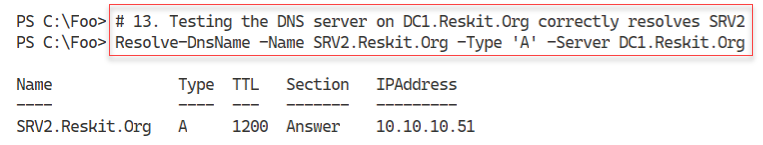 PS C:\Foo> # 13. Testing the DNS server on DC1.Reskit.Org correctly resolves SRV2
PS C:\Foo> Resolve-DnsName -Name SRV2.Reskit.Org -Type 'A' -Server DC1.Reskit.Org
Name Type TTL Section IPAddress
---- ---- --- ------- ---------
SRV2.Reskit.Org A 1200 Answer 10.10.10.51